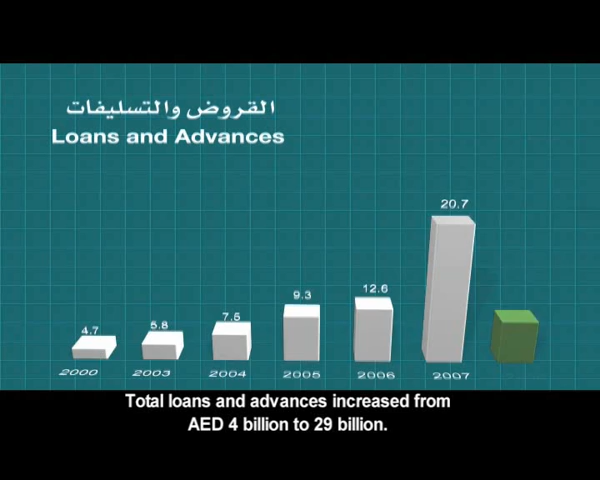 القروض والتسليفات
Loans and Advances
20.7
12.6
9.3
7.5
5.8
4.7
2000 2003 2004 2005 2006 2007
Total loans and advances increased from
AED 4 billion to 29 billion.